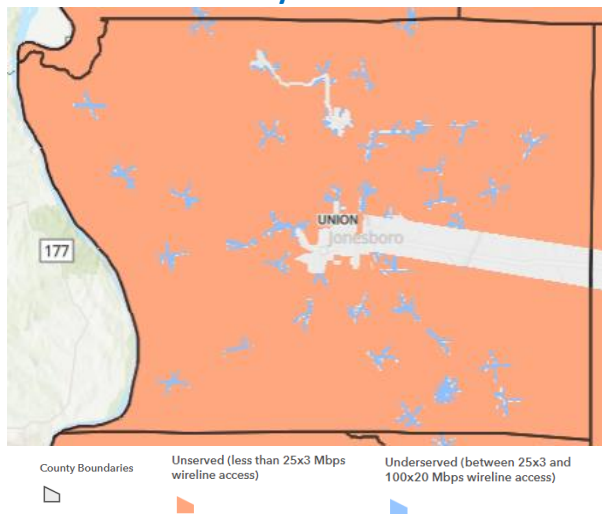 UNION
Jonesboro
177
County Boundaries
Unserved (less than 25x3 Mbps
wireline access)
Underserved (between 25x3 and
100x20 Mbps wireline access)